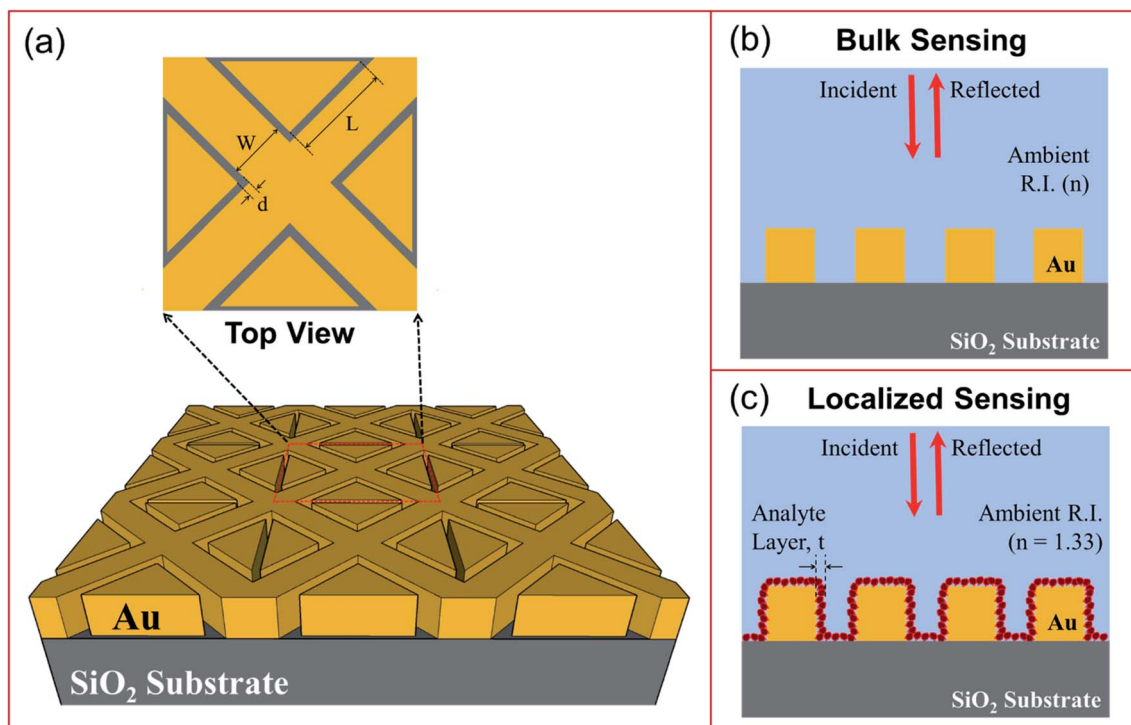 (a)
W
L
d
Top View
Au
SiO₂ Substrate
(b)
Bulk Sensing
Incident
Reflected
Ambient
R.I. (n)
Au
SiO₂ Substrate
(c)
Localized Sensing
Incident
Reflected
Analyte
Layer, t
Ambient R.I.
(n = 1.33)
Au
SiO₂ Substrate